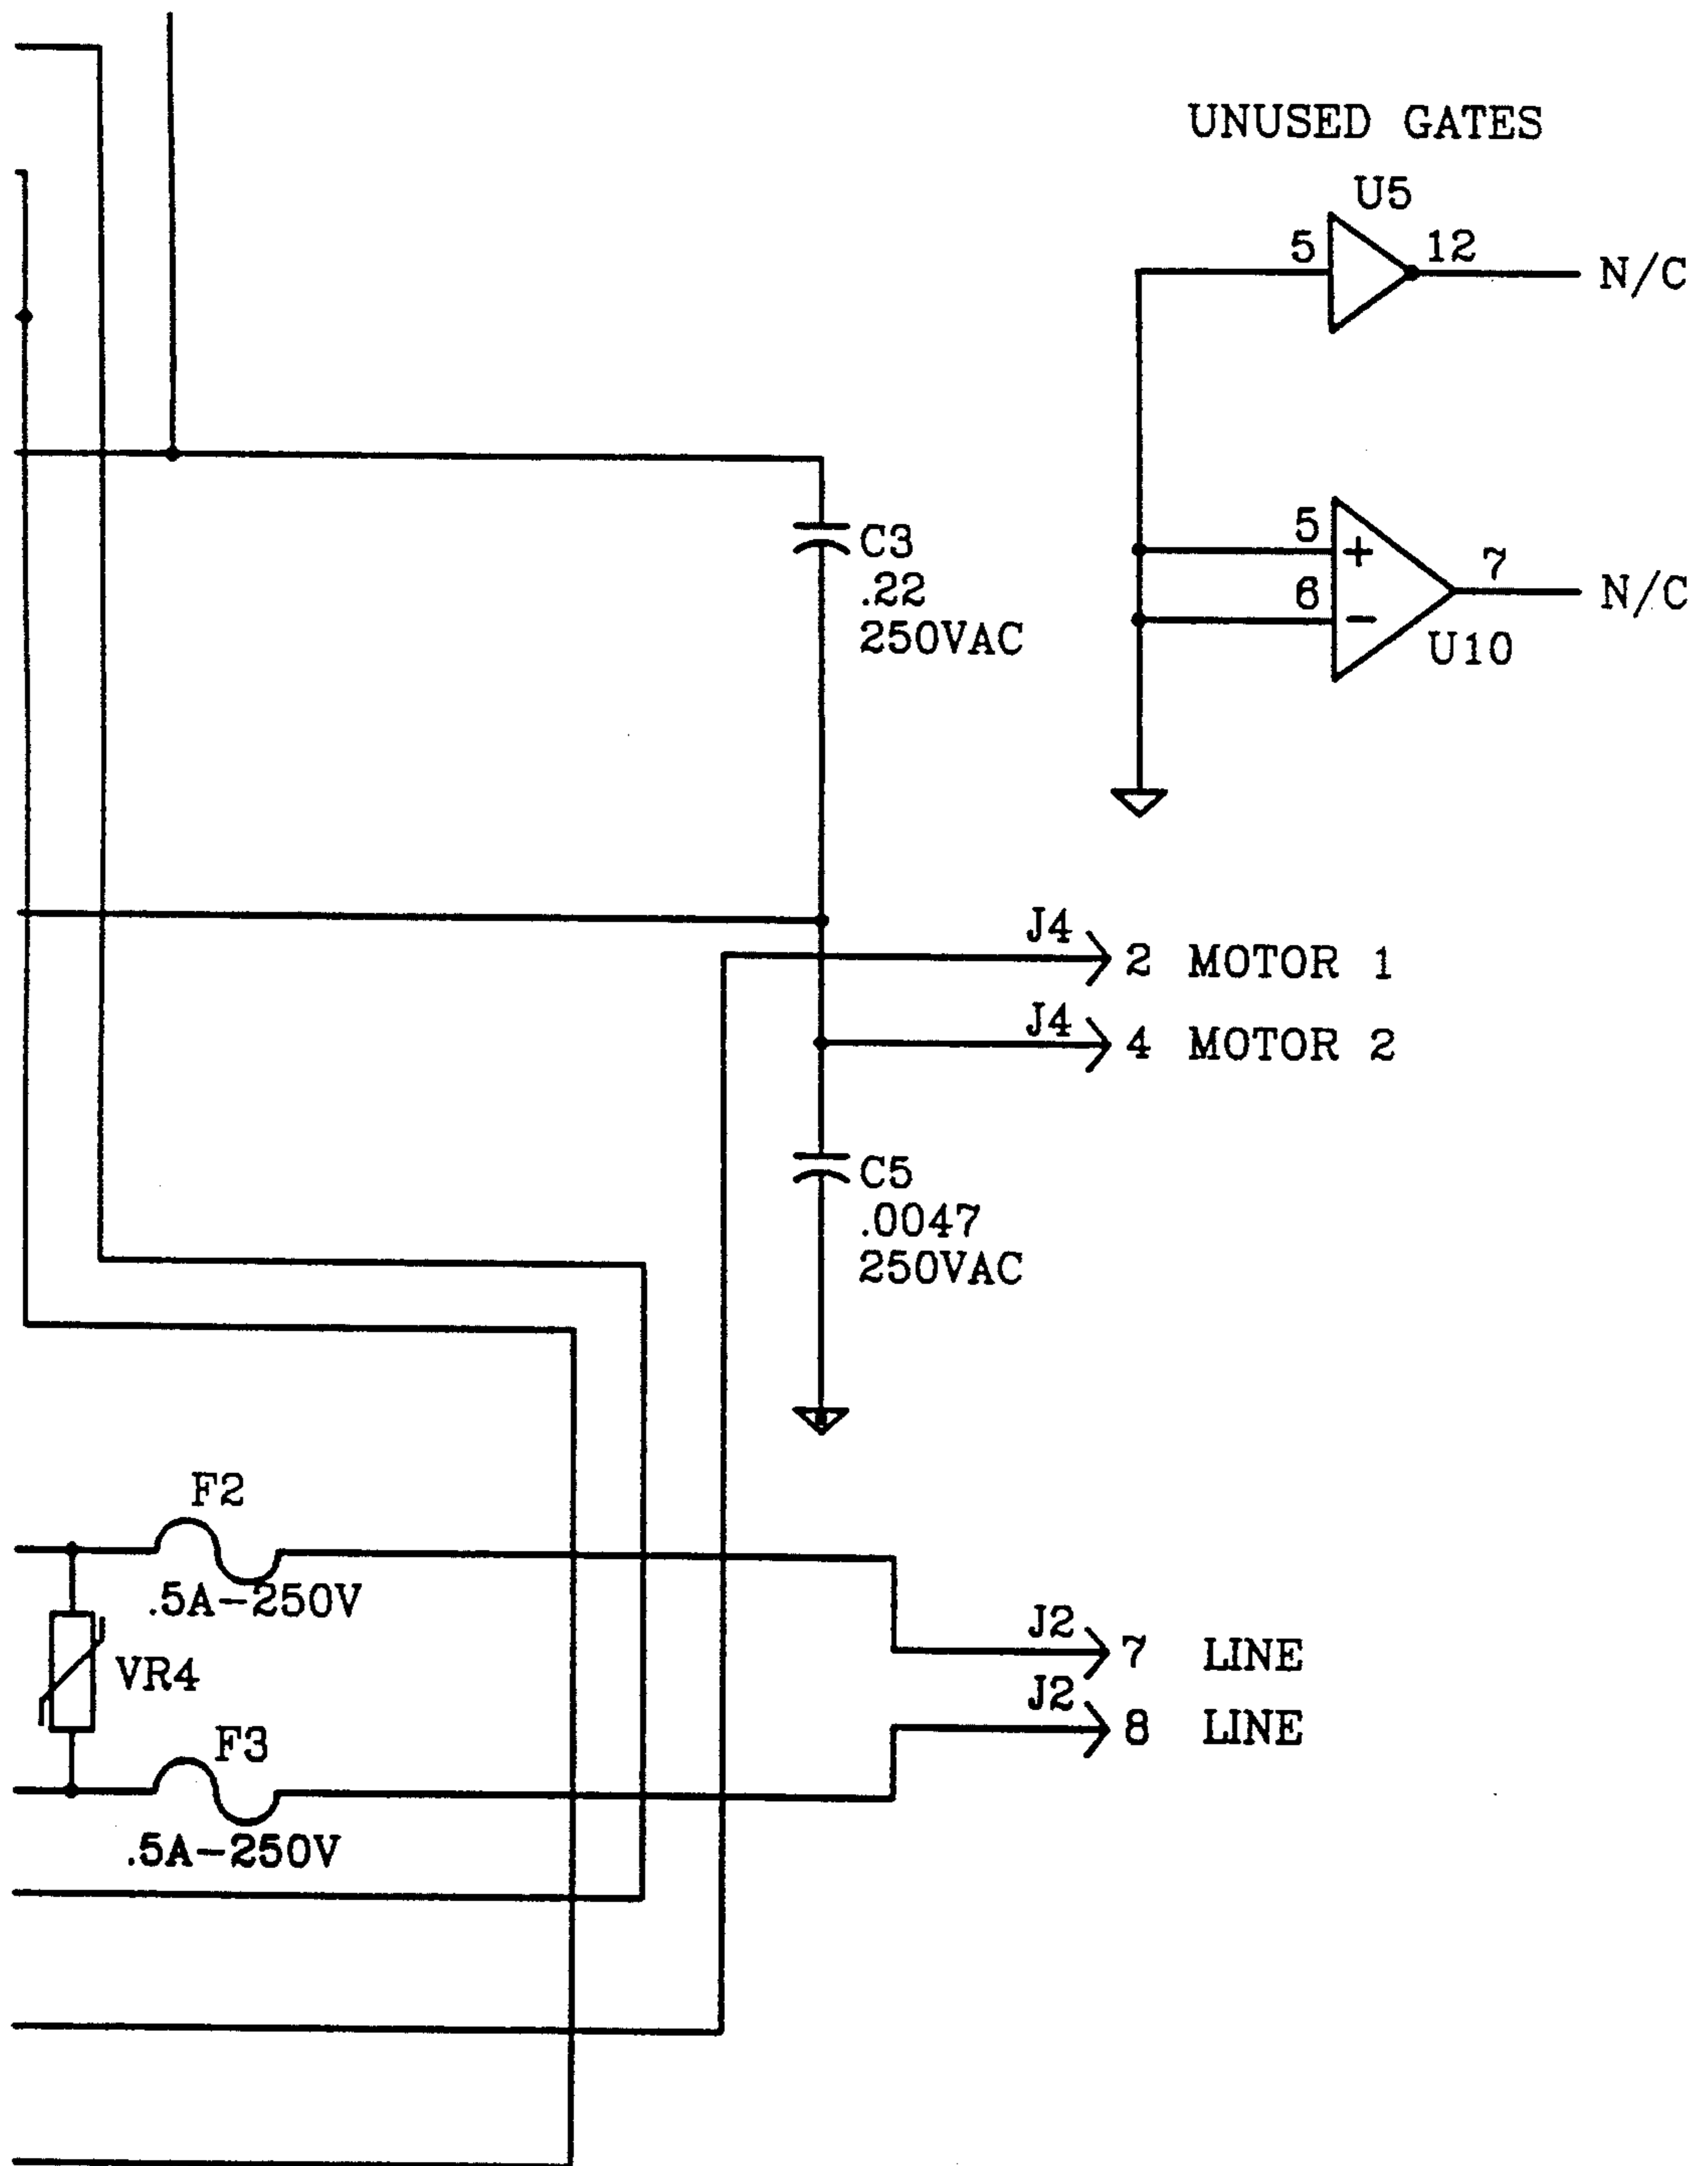 UNUSED GATES
U5
5
12
N/C
C3
.22
250VAC
5
+
6
−
7
N/C
U10
J4
2 MOTOR 1
J4
4 MOTOR 2
C5
.0047
250VAC
F2
.5A-250V
VR4
J2
7 LINE
J2
8 LINE
F3
.5A-250V